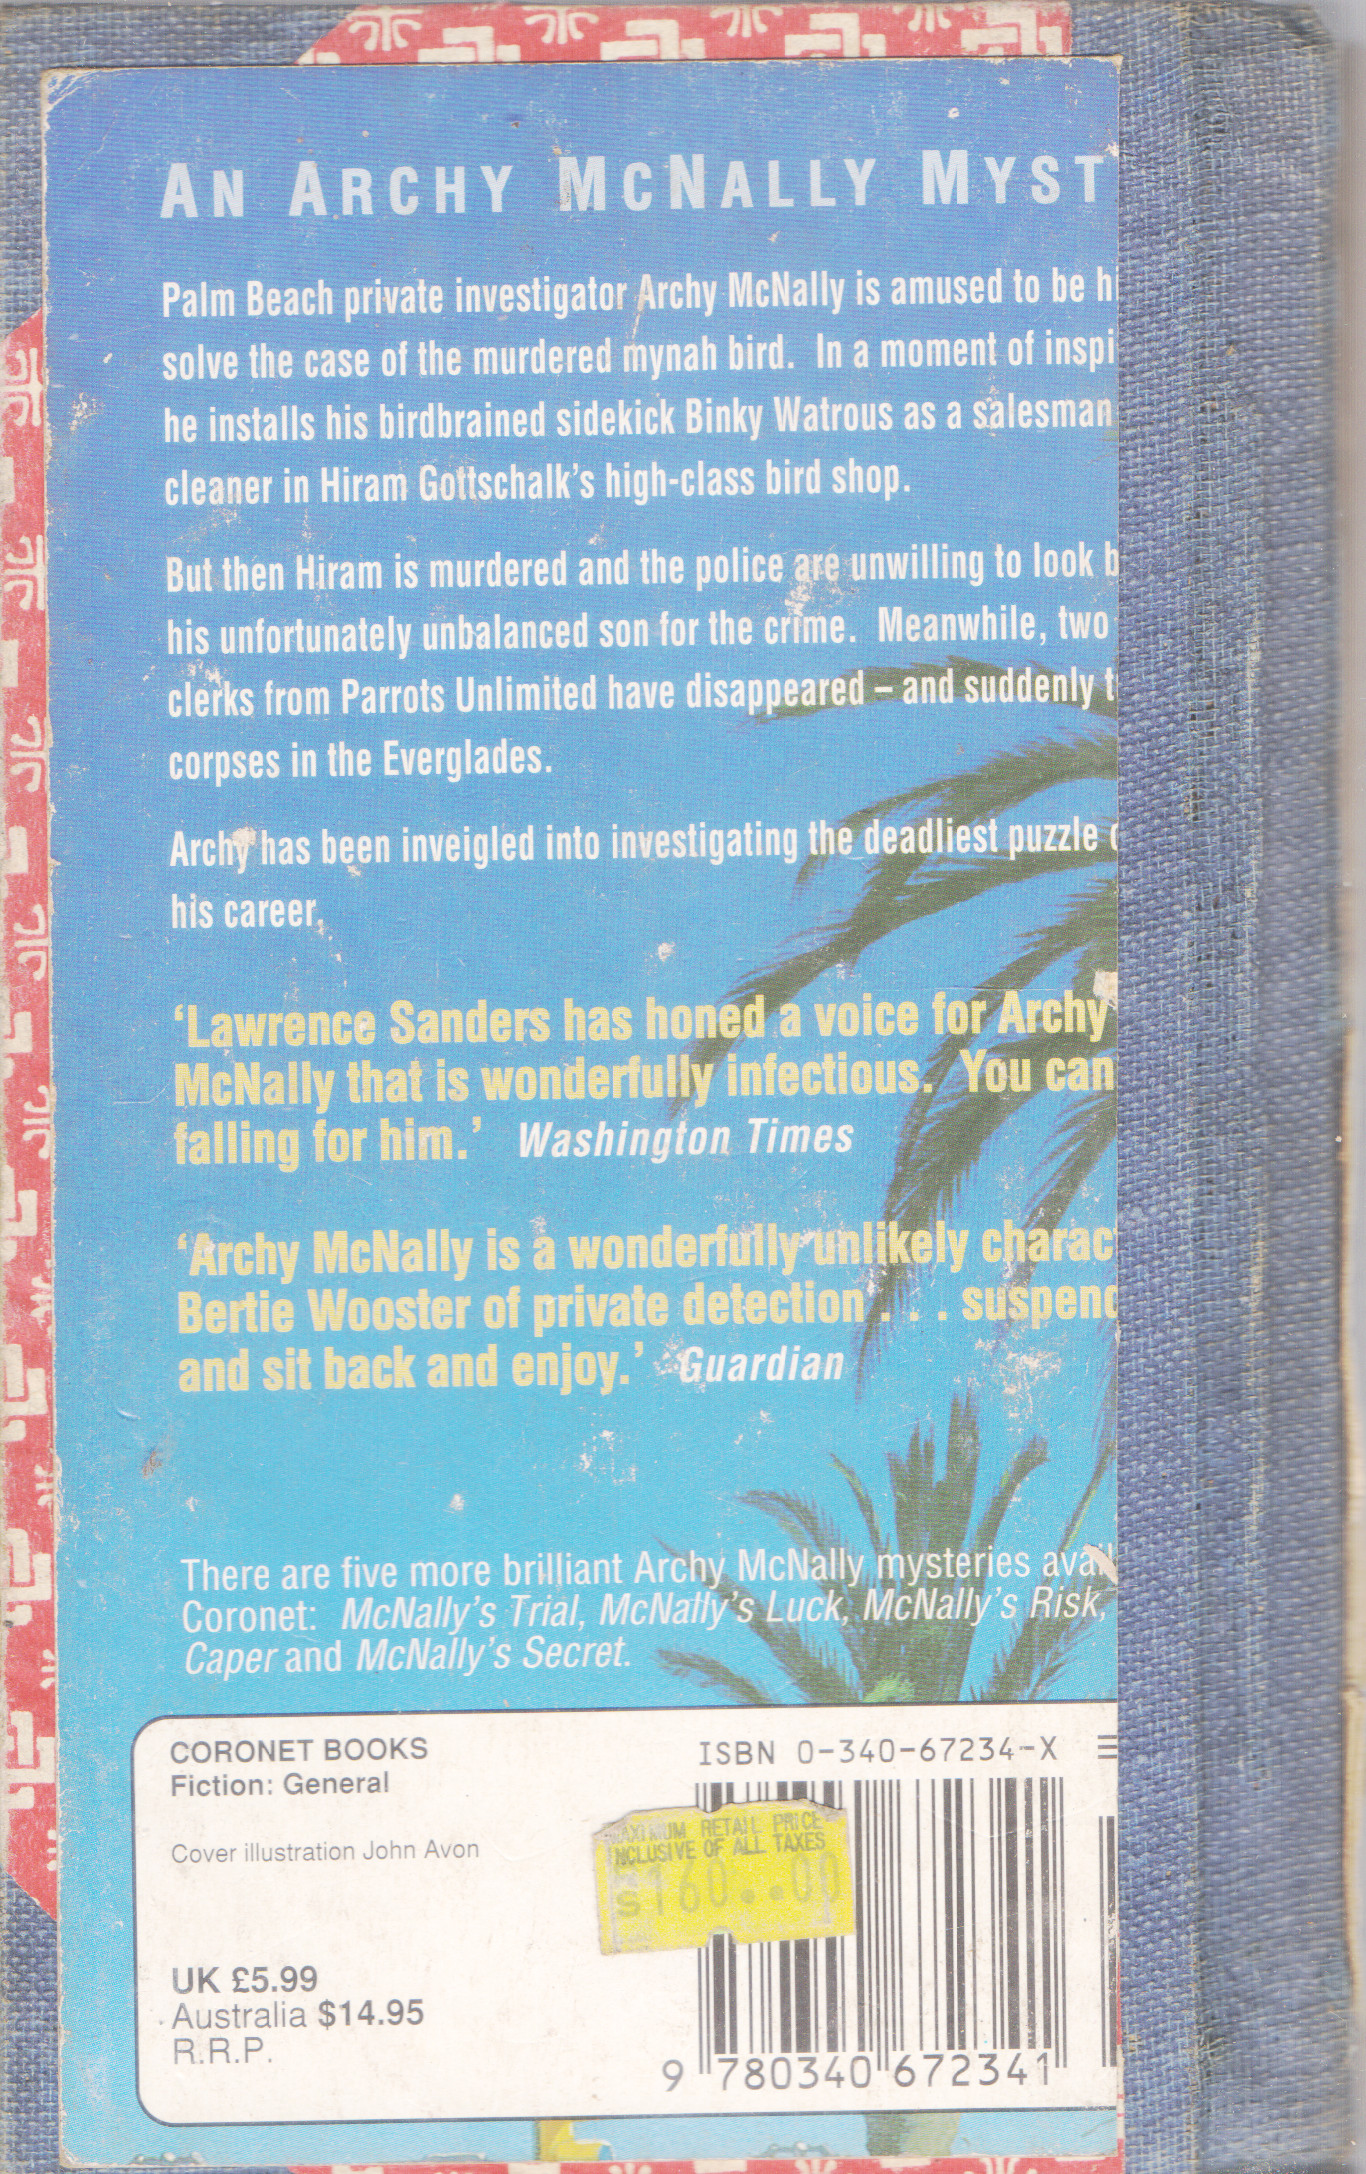 AN ARCHY MCNALLY MYST
Palm Beach private investigator Archy McNally is amused to be hi
solve the case of the murdered mynah bird. In a moment of inspi
he installs his birdbrained sidekick Binky Watrous as a salesman
cleaner in Hiram Gottschalk's high-class bird shop.
But then Hiram is murdered and the police are unwilling to look b
his unfortunately unbalanced son for the crime. Meanwhile, two
clerks from Parrots Unlimited have disappeared – and suddenly t
corpses in the Everglades.
Archy has been inveigled into investigating the deadliest puzzle
his career.
'Lawrence Sanders has honed a voice for Archy
McNally that is wonderfully infectious. You can
falling for him.' Washington Times
'Archy McNally is a wonderfully unlikely charac
Bertie Wooster of private detection . . . suspend
and sit back and enjoy.' Guardian
There are five more brilliant Archy McNally mysteries avail
Coronet: McNally's Trial, McNally's Luck, McNally's Risk,
Caper and McNally's Secret.
CORONET BOOKS
Fiction: General
Cover illustration John Avon
UK £5.99
Australia $14.95
R.R.P.
ISBN 0-340-67234-X
MAXIMUM RETAIL PRICE
INCLUSIVE OF ALL TAXES
160..00
9 780340 672341